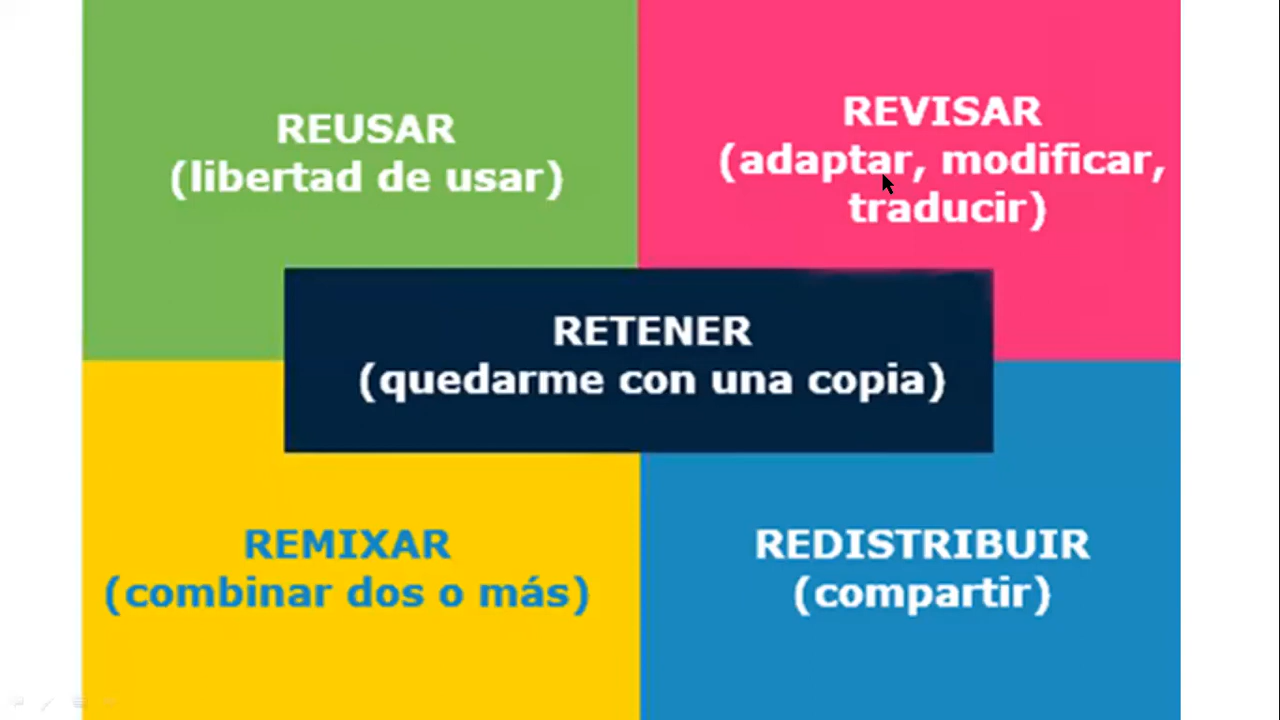 REUSAR
(libertad de usar)
REVISAR
(adaptar, modificar,
traducir)
RETENER
(quedarme con una copia)
REMIXAR
(combinar dos o más)
REDISTRIBUIR
(compartir)